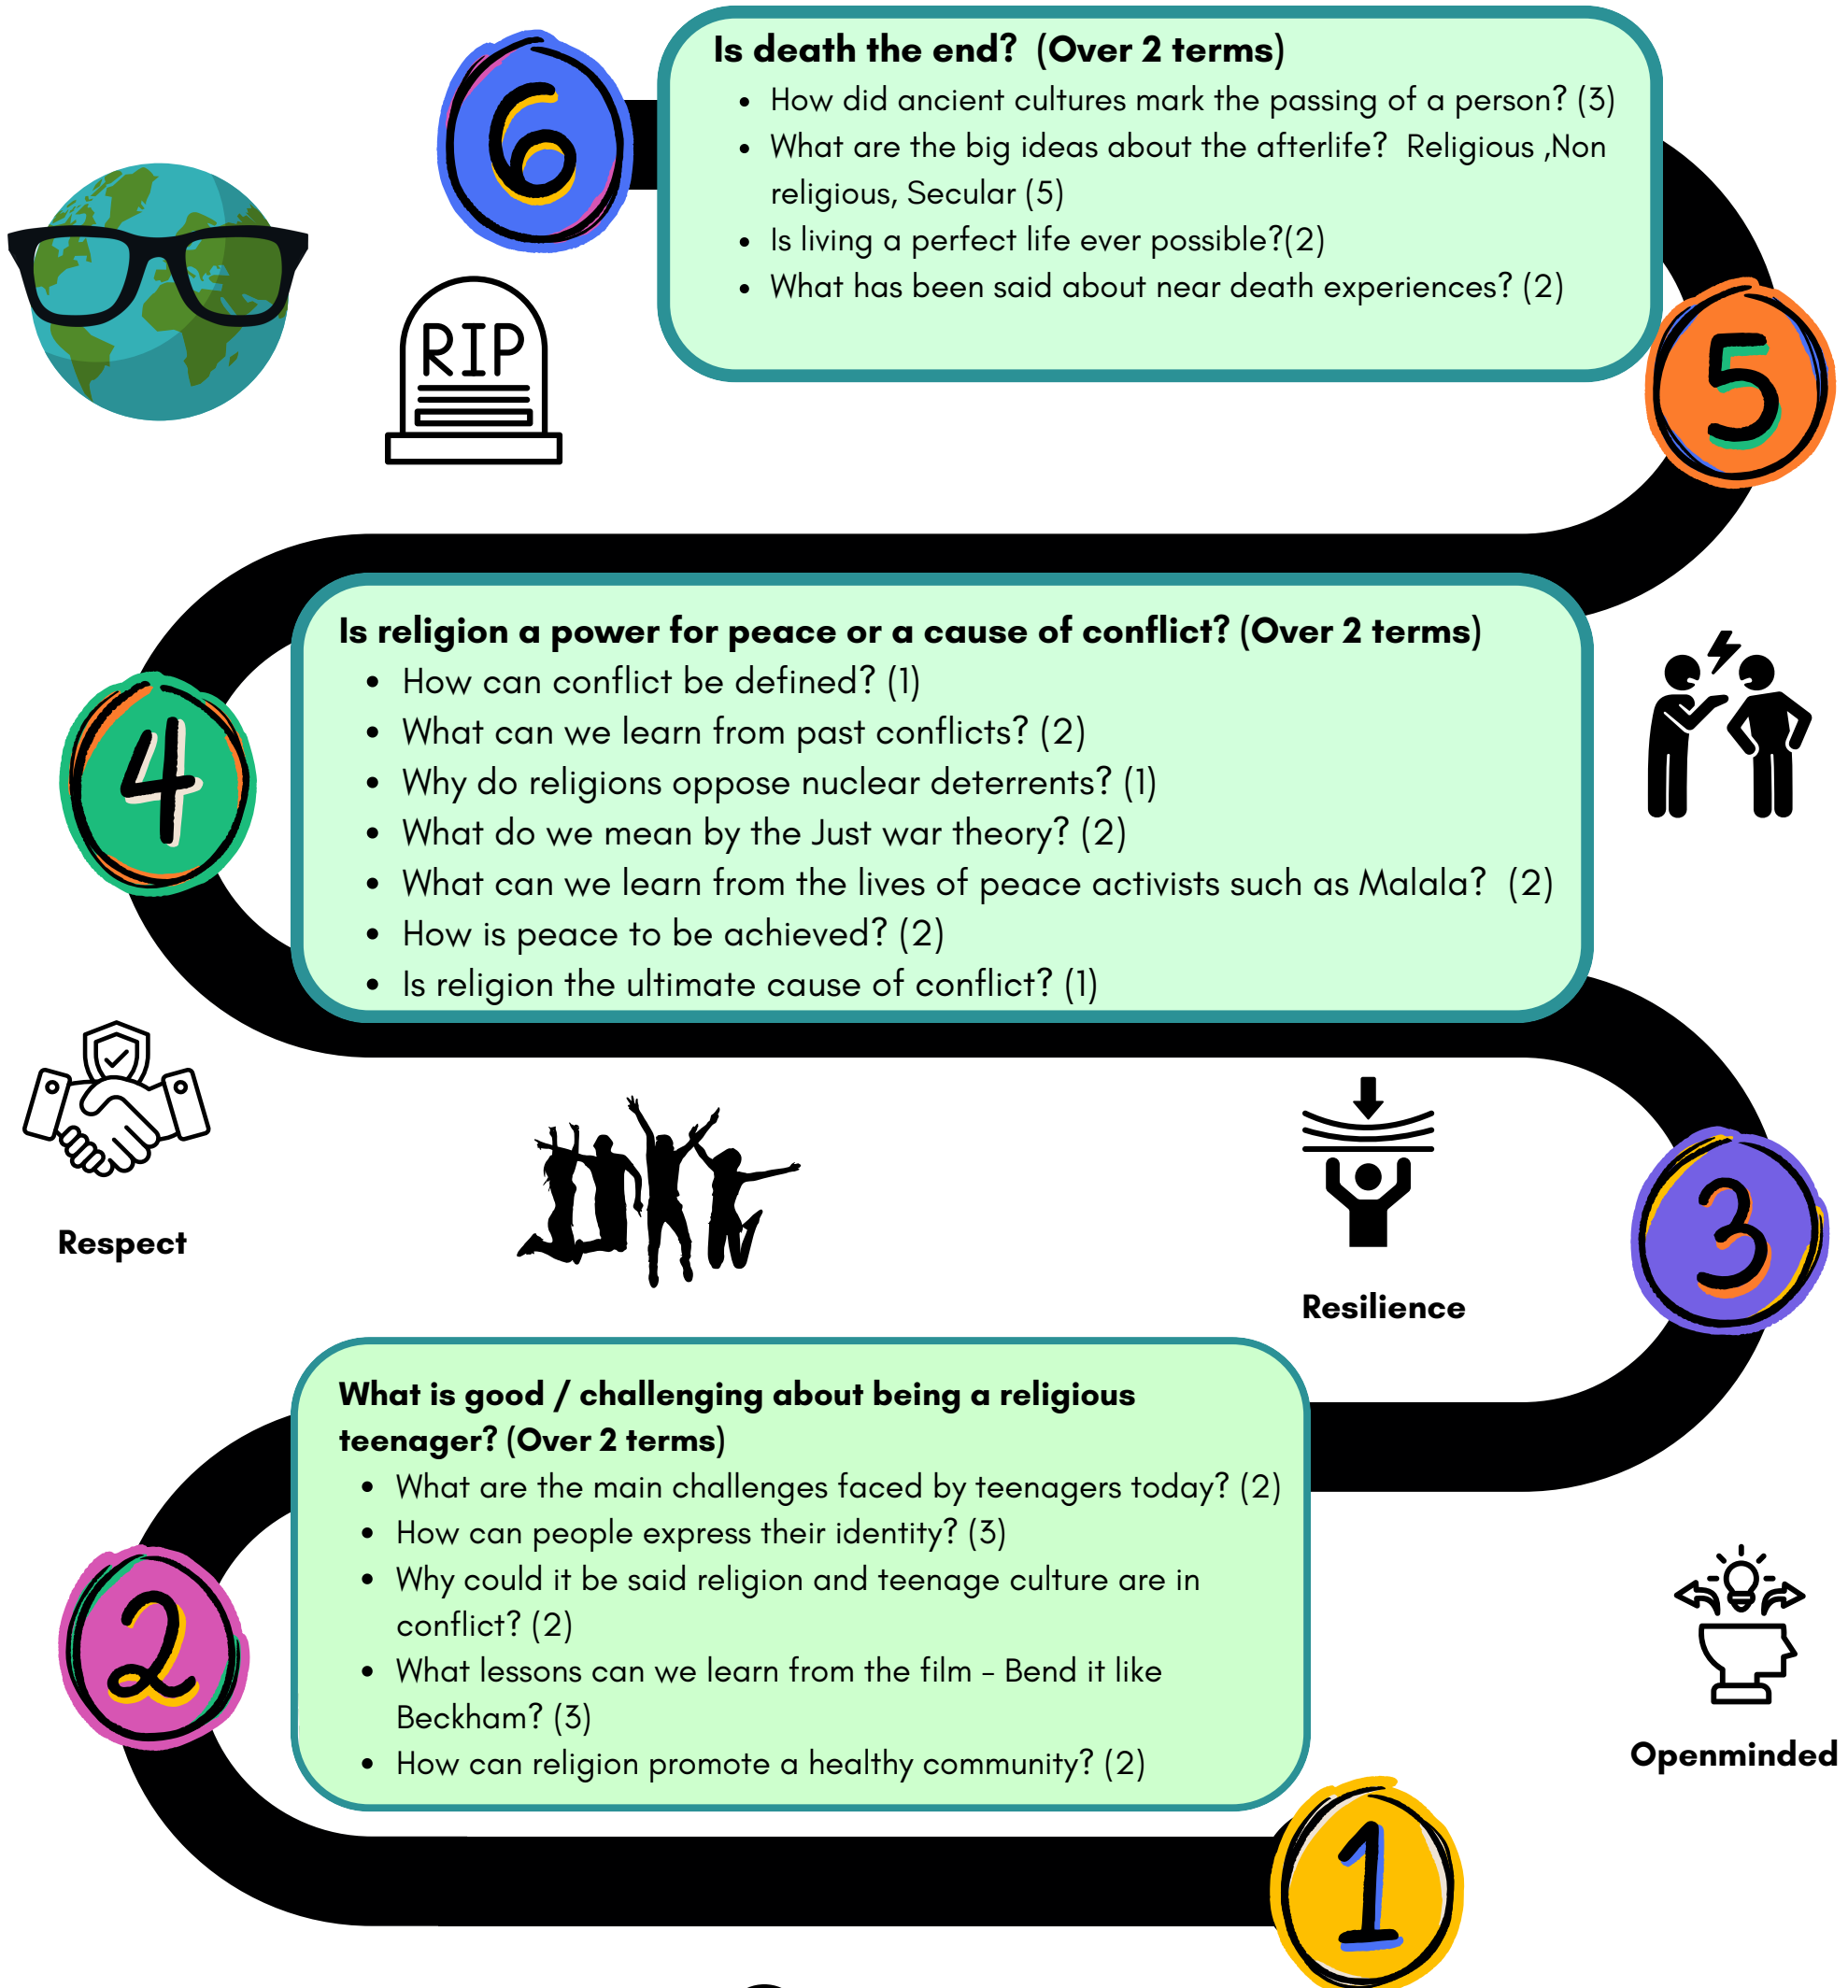 6
Is death the end?  (Over 2 terms)
• How did ancient cultures mark the passing of a person? (3)
• What are the big ideas about the afterlife?  Religious ,Non
religious, Secular (5)
• Is living a perfect life ever possible?(2)
• What has been said about near death experiences? (2)
RIP
5
Is religion a power for peace or a cause of conflict? (Over 2 terms)
• How can conflict be defined? (1)
• What can we learn from past conflicts? (2)
• Why do religions oppose nuclear deterrents? (1)
• What do we mean by the Just war theory? (2)
• What can we learn from the lives of peace activists such as Malala?  (2)
• How is peace to be achieved? (2)
• Is religion the ultimate cause of conflict? (1)
4
Respect
Resilience
3
What is good / challenging about being a religious
teenager? (Over 2 terms)
• What are the main challenges faced by teenagers today? (2)
• How can people express their identity? (3)
• Why could it be said religion and teenage culture are in
conflict? (2)
• What lessons can we learn from the film - Bend it like
Beckham? (3)
• How can religion promote a healthy community? (2)
2
Openminded
1